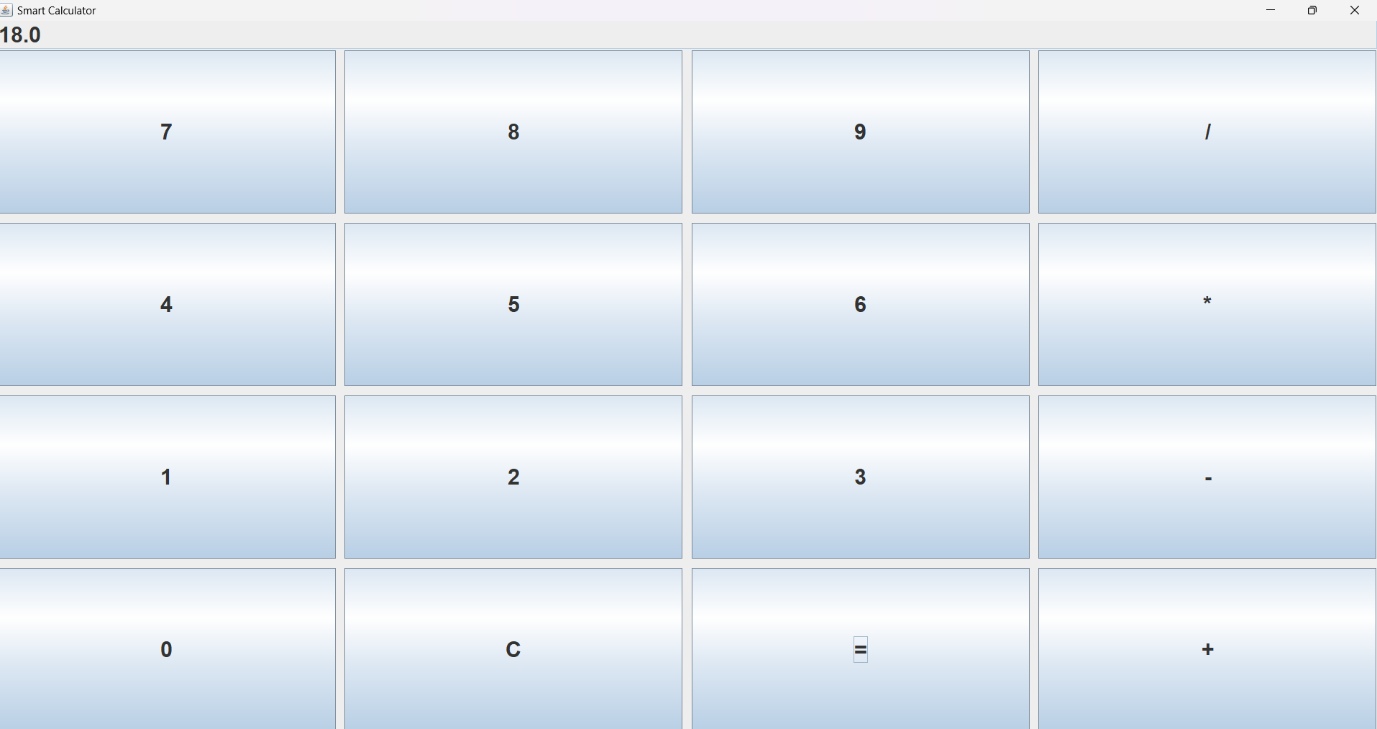 Smart Calculator
18.0
7 8 9 /
4 5 6 *
1 2 3 -
0 C = +